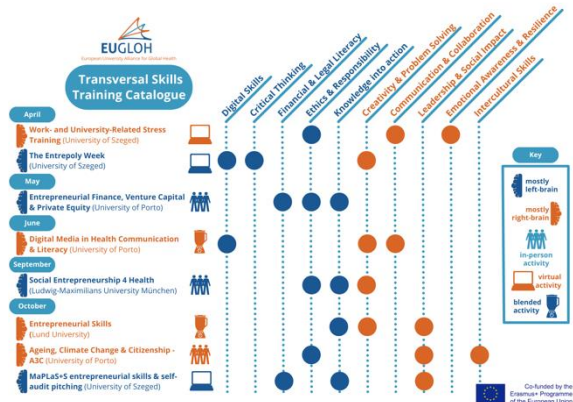 EUGLOH
European University Alliance for Global Health
Transversal Skills
Training Catalogue
Digital Skills
Critical Thinking
Financial & Legal Literacy
Ethics & Responsibility
Knowledge into action
Creativity & Problem Solving
Communication & Collaboration
Leadership & Social Impact
Emotional Awareness & Resilience
Intercultural Skills
April
Work- and University-Related Stress
Training (University of Szeged)
The Entrepoly Week
(University of Szeged)
May
Entrepreneurial Finance, Venture Capital
& Private Equity (University of Porto)
June
Digital Media in Health Communication
& Literacy (University of Porto)
September
Social Entrepreneurship 4 Health
(Ludwig-Maximilians University München)
October
Entrepreneurial Skills
(Lund University)
Ageing, Climate Change & Citizenship -
A3C (University of Porto)
MaPLaS+S entrepreneurial skills & self-
audit pitching (University of Szeged)
Key
mostly
left-brain
mostly
right-brain
in-person
activity
virtual
activity
blended
activity
Co-funded by the
Erasmus+ Programme
of the European Union